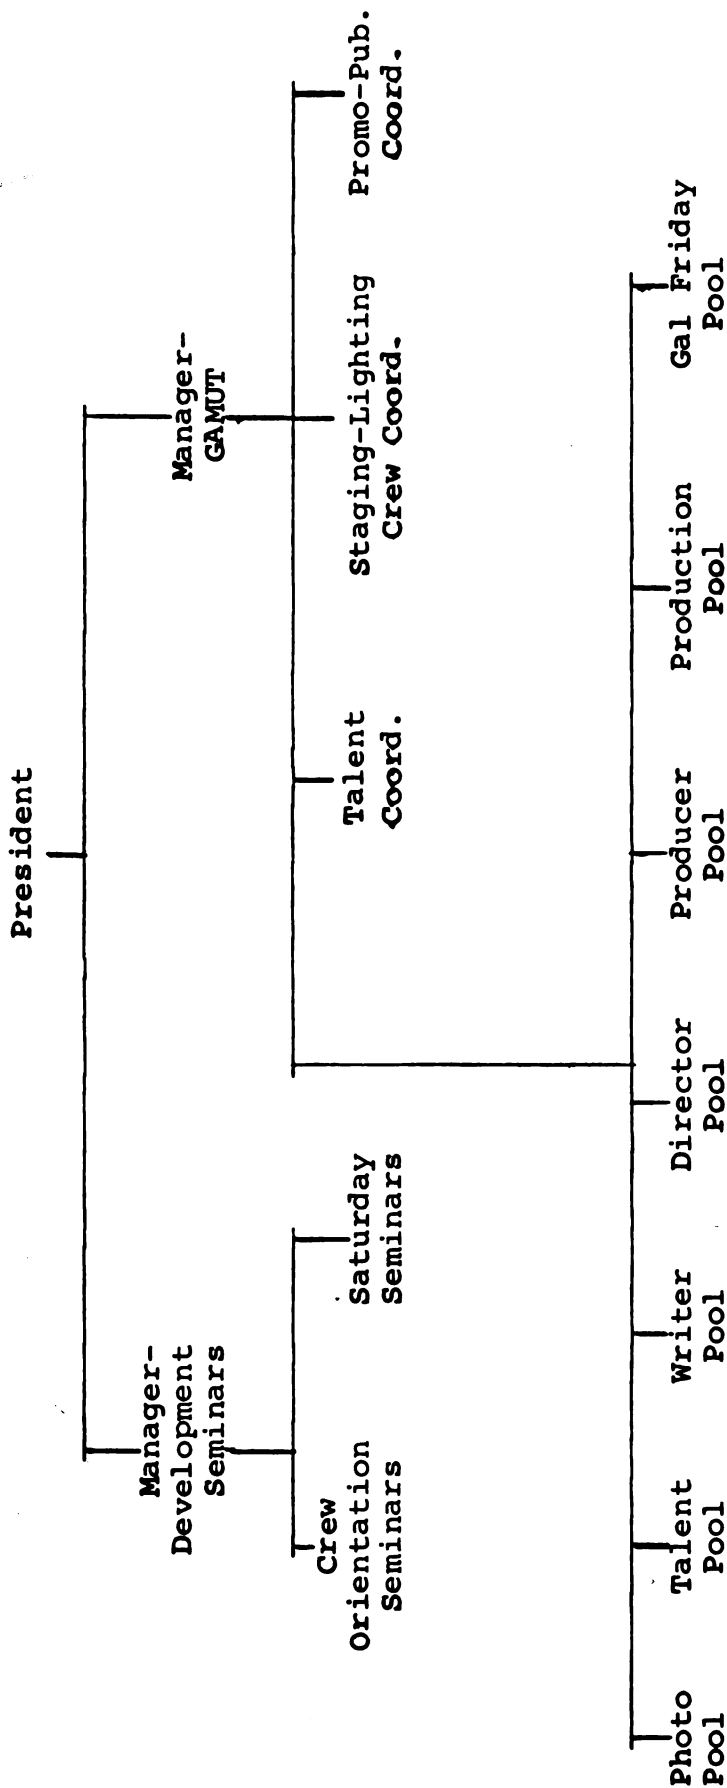 President
Manager-
Development
Seminars
Manager-
GAMUT
Crew
Orientation
Seminars
Saturday
Seminars
Talent
Coord.
Staging-Lighting
Crew Coord.
Promo-Pub.
Coord.
Photo
Pool
Talent
Pool
Writer
Pool
Director
Pool
Producer
Pool
Production
Pool
Gal Friday
Pool